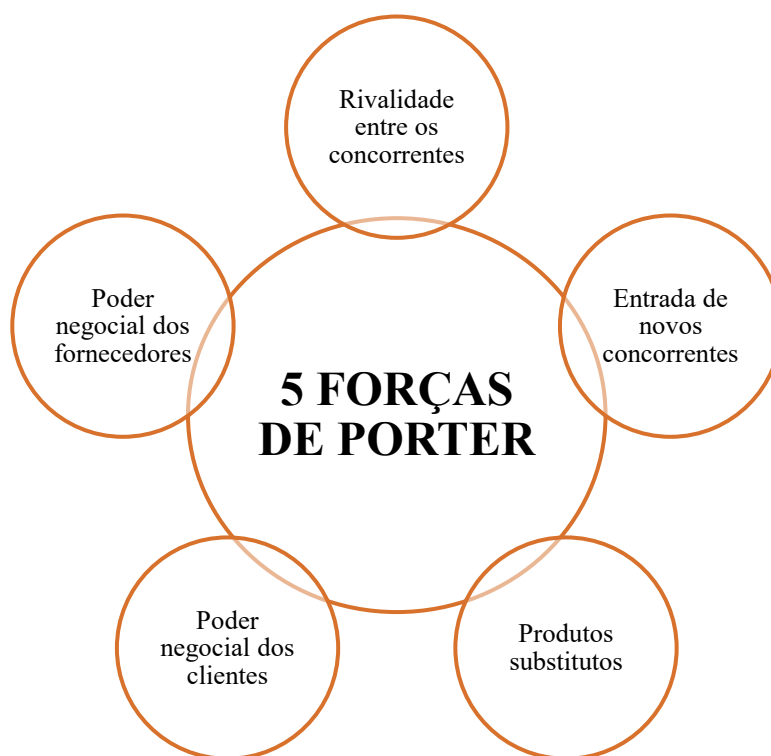 Rivalidade
entre os
concorrentes
Poder
negocial dos
fornecedores
Entrada de
novos
concorrentes
5 FORÇAS
DE PORTER
Poder
negocial dos
clientes
Produtos
substitutos